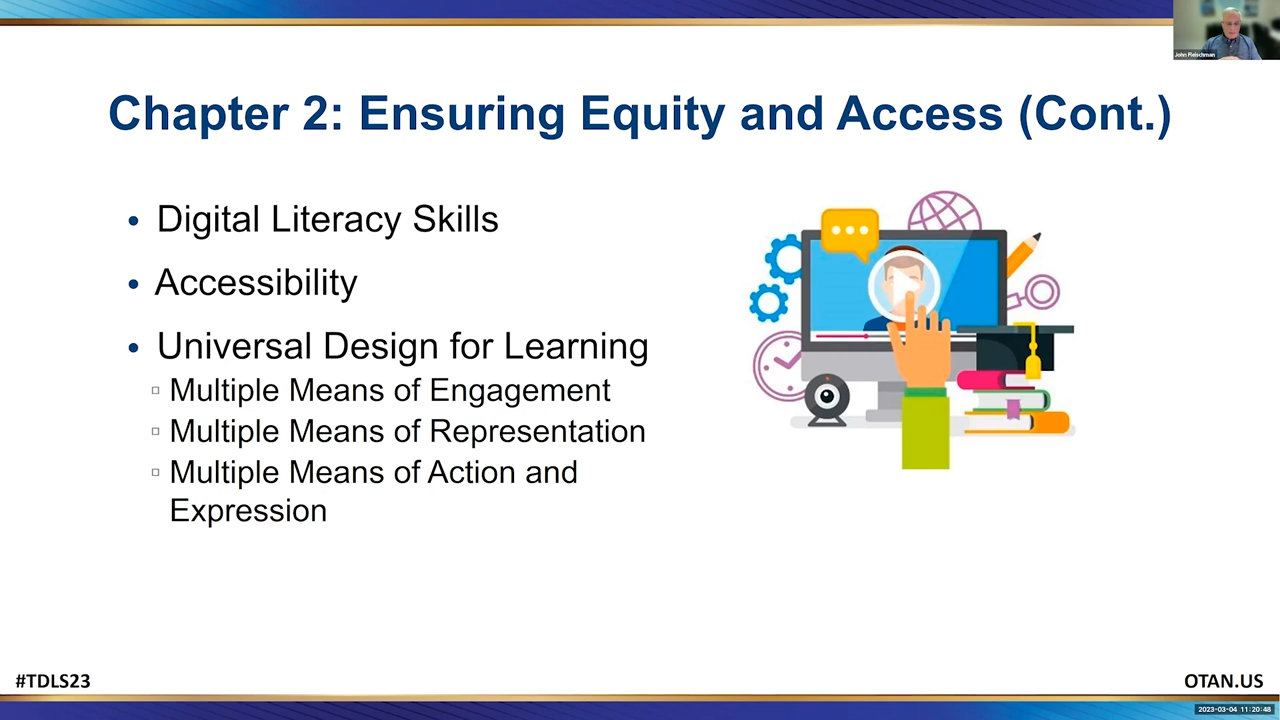 John Fleischman
Chapter 2: Ensuring Equity and Access (Cont.)
• Digital Literacy Skills
• Accessibility
• Universal Design for Learning
▫ Multiple Means of Engagement
▫ Multiple Means of Representation
▫ Multiple Means of Action and
Expression
#TDLS23
OTAN.US
2023-03-04 11:20:48